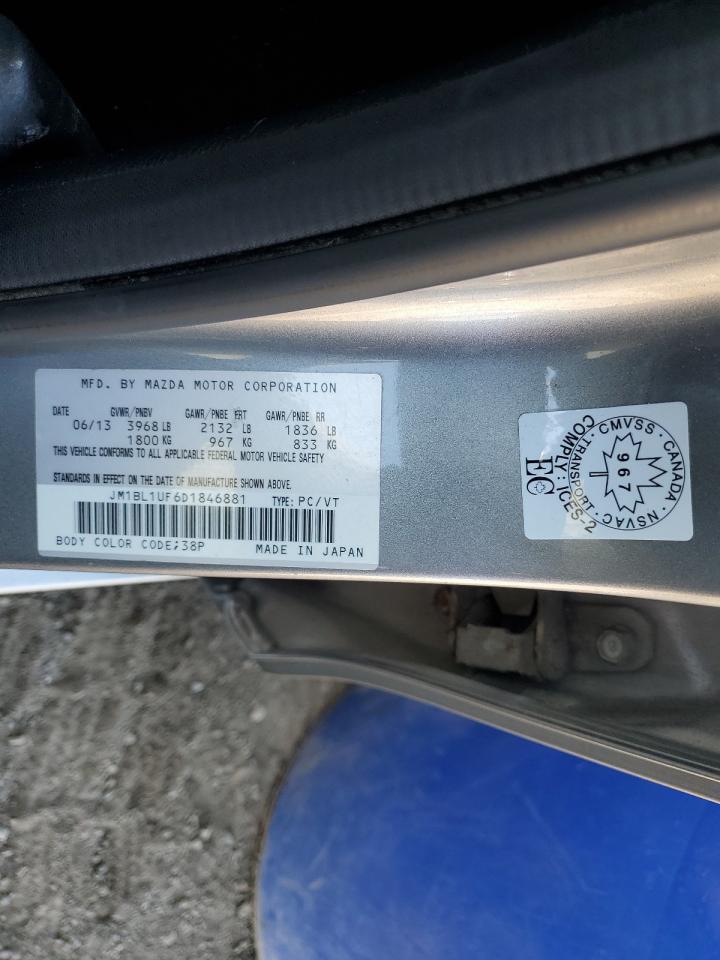 MFD. BY MAZDA MOTOR CORPORATION
DATE GVWR/PNBV GAWR/PNBE FRT GAWR/PNBE RR
06/13 3968 LB 2132 LB 1836 LB
1800 KG 967 KG 833 KG
THIS VEHICLE CONFORMS TO ALL APPLICABLE FEDERAL MOTOR VEHICLE SAFETY
STANDARDS IN EFFECT ON THE DATE OF MANUFACTURE SHOWN ABOVE.
JM1BL1UF6D1846881 TYPE: PC/VT
BODY COLOR CODE;38P MADE IN JAPAN
CMVSS · CANADA · NSVAC · TRANSPORT ·
967
COMPLY: ICES-2
EC